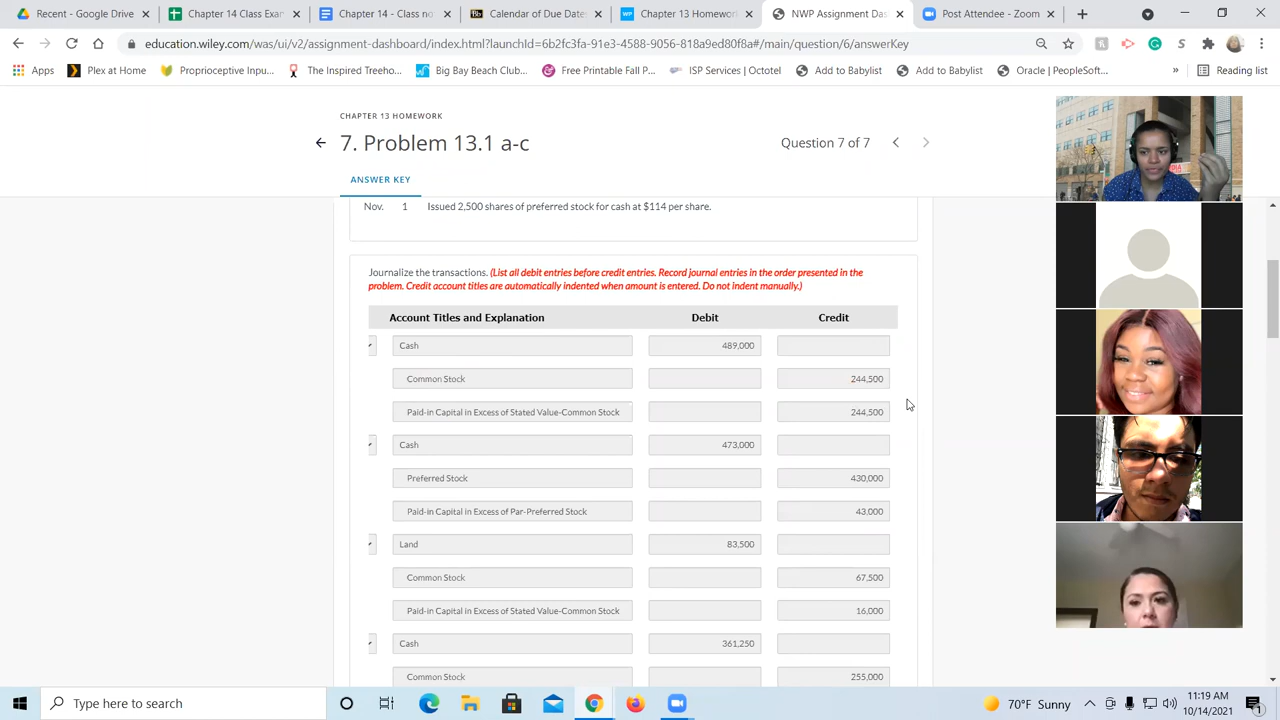 Recent - Google Drive
Chapter 14 Class Exam
Chapter 14 - Class no
Calendar of Due Dates
Chapter 13 Homework
NWP Assignment Das
Post Attendee - Zoom
education.wiley.com/was/ui/v2/assignment-dashboard/index.html?launchId=6b2fc3fa-91e3-4588-9056-818a9cd80f8a#/main/question/6/answerKey
Apps
Plex at Home
Proprioceptive Inpu...
The Inspired Treeho...
Big Bay Beach Club...
Free Printable Fall P...
ISP Services | Octotel
Add to Babylist
Add to Babylist
Oracle | PeopleSoft...
»
Reading list
CHAPTER 13 HOMEWORK
7. Problem 13.1 a-c
Question 7 of 7
ANSWER KEY
Nov. 1 Issued 2,500 shares of preferred stock for cash at $114 per share.
Journalize the transactions. (List all debit entries before credit entries. Record journal entries in the order presented in the
problem. Credit account titles are automatically indented when amount is entered. Do not indent manually.)
Account Titles and Explanation Debit Credit
Cash 489,000
Common Stock 244,500
Paid-in Capital in Excess of Stated Value-Common Stock 244,500
Cash 473,000
Preferred Stock 430,000
Paid-in Capital in Excess of Par-Preferred Stock 43,000
Land 83,500
Common Stock 67,500
Paid-in Capital in Excess of Stated Value-Common Stock 16,000
Cash 361,250
Common Stock 255,000
Type here to search
70°F Sunny
11:19 AM
10/14/2021
1